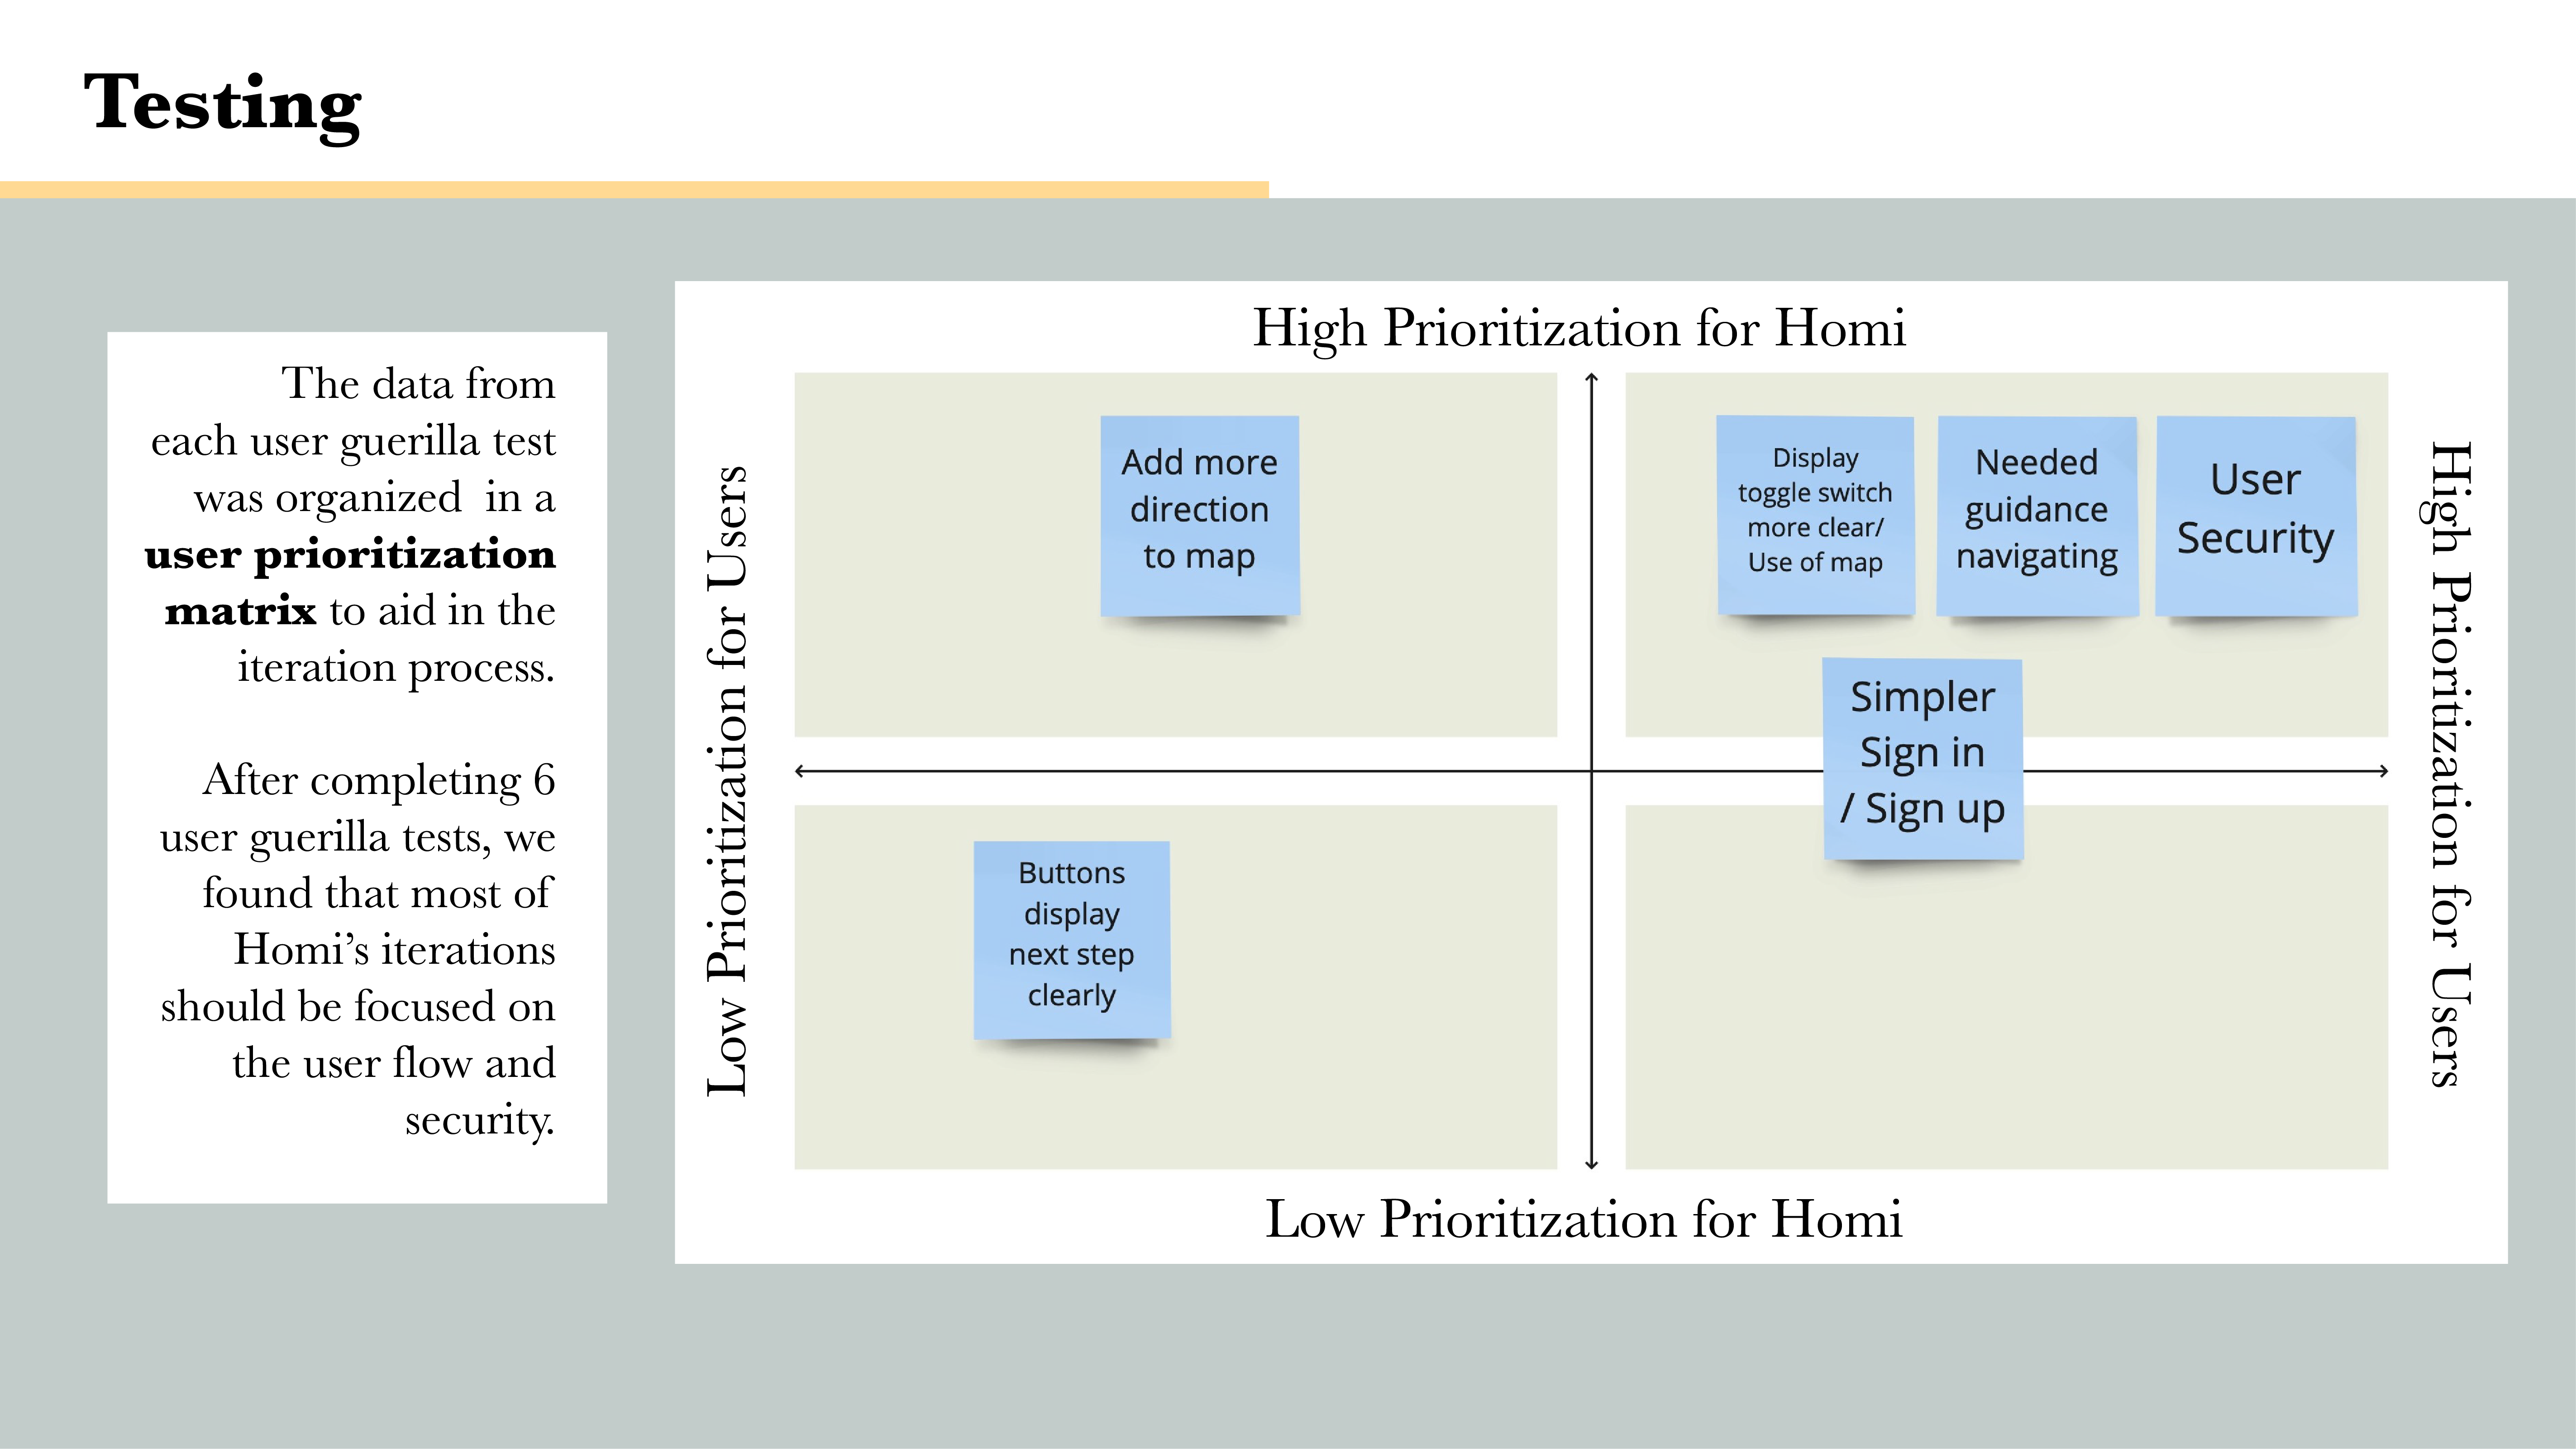 Testing
The data from
each user guerilla test
was organized in a
user prioritization
matrix to aid in the
iteration process.
After completing 6
user guerilla tests, we
found that most of
Homi’s iterations
should be focused on
the user flow and
security.
High Prioritization for Homi
Low Prioritization for Users
Add more
direction
to map
Display
toggle switch
more clear/
Use of map
Needed
guidance
navigating
User
Security
Simpler
Sign in
/ Sign up
Buttons
display
next step
clearly
High Prioritization for Users
Low Prioritization for Homi